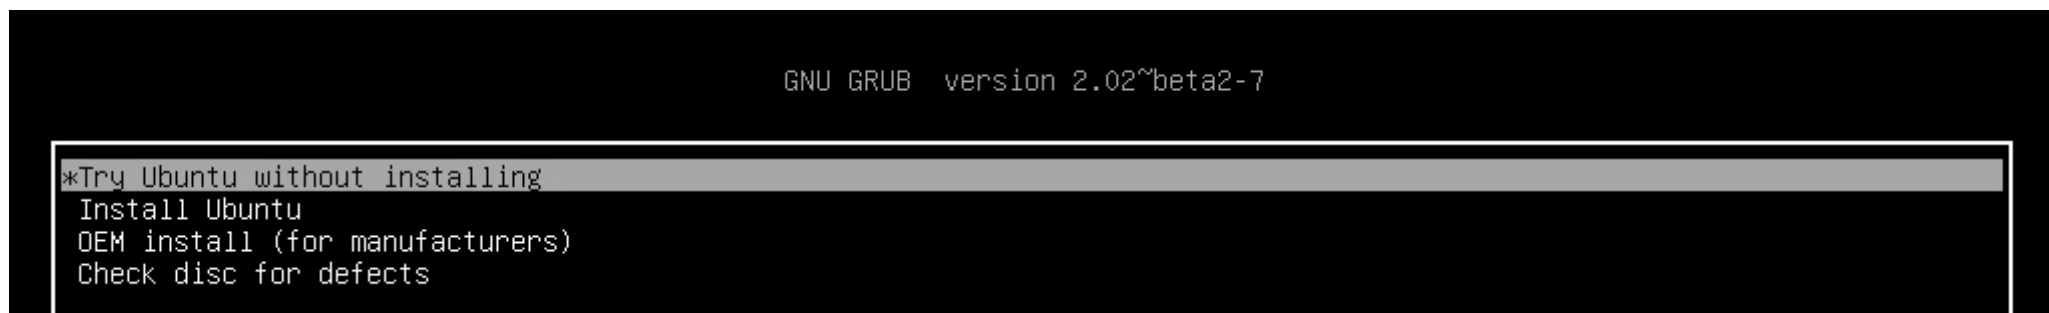 GNU GRUB  version 2.02~beta2-7
*Try Ubuntu without installing
Install Ubuntu
OEM install (for manufacturers)
Check disc for defects